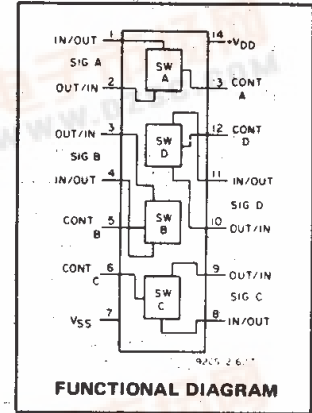 IN/OUT 1
SIG A
OUT/IN 2
OUT/IN 3
SIG B
IN/OUT 4
CONT B 5
CONT C 6
VSS 7
SW A
SW D
SW B
SW C
14 +VDD
13 CONT A
12 CONT D
11 IN/OUT
SIG D
10 OUT/IN
9 OUT/IN
SIG C
8 IN/OUT
FUNCTIONAL DIAGRAM